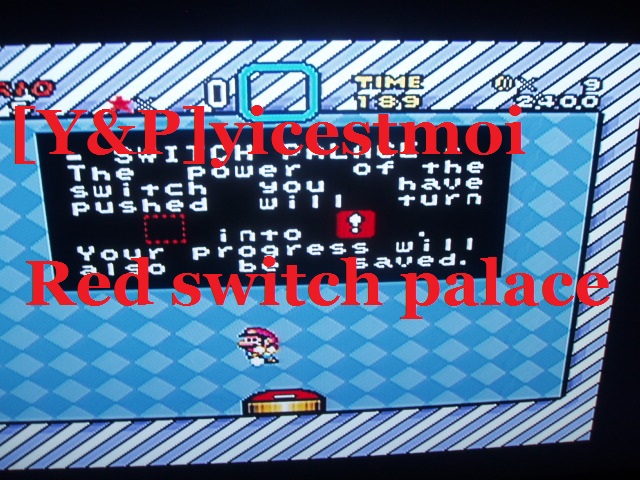 TIME
0 189 9
2400
[Y&P]yicestmoi
- SWITCH PALACE -
The power of the
switch you have
pushed will turn
into ! .
Your progress will
also be saved.
Red switch palace